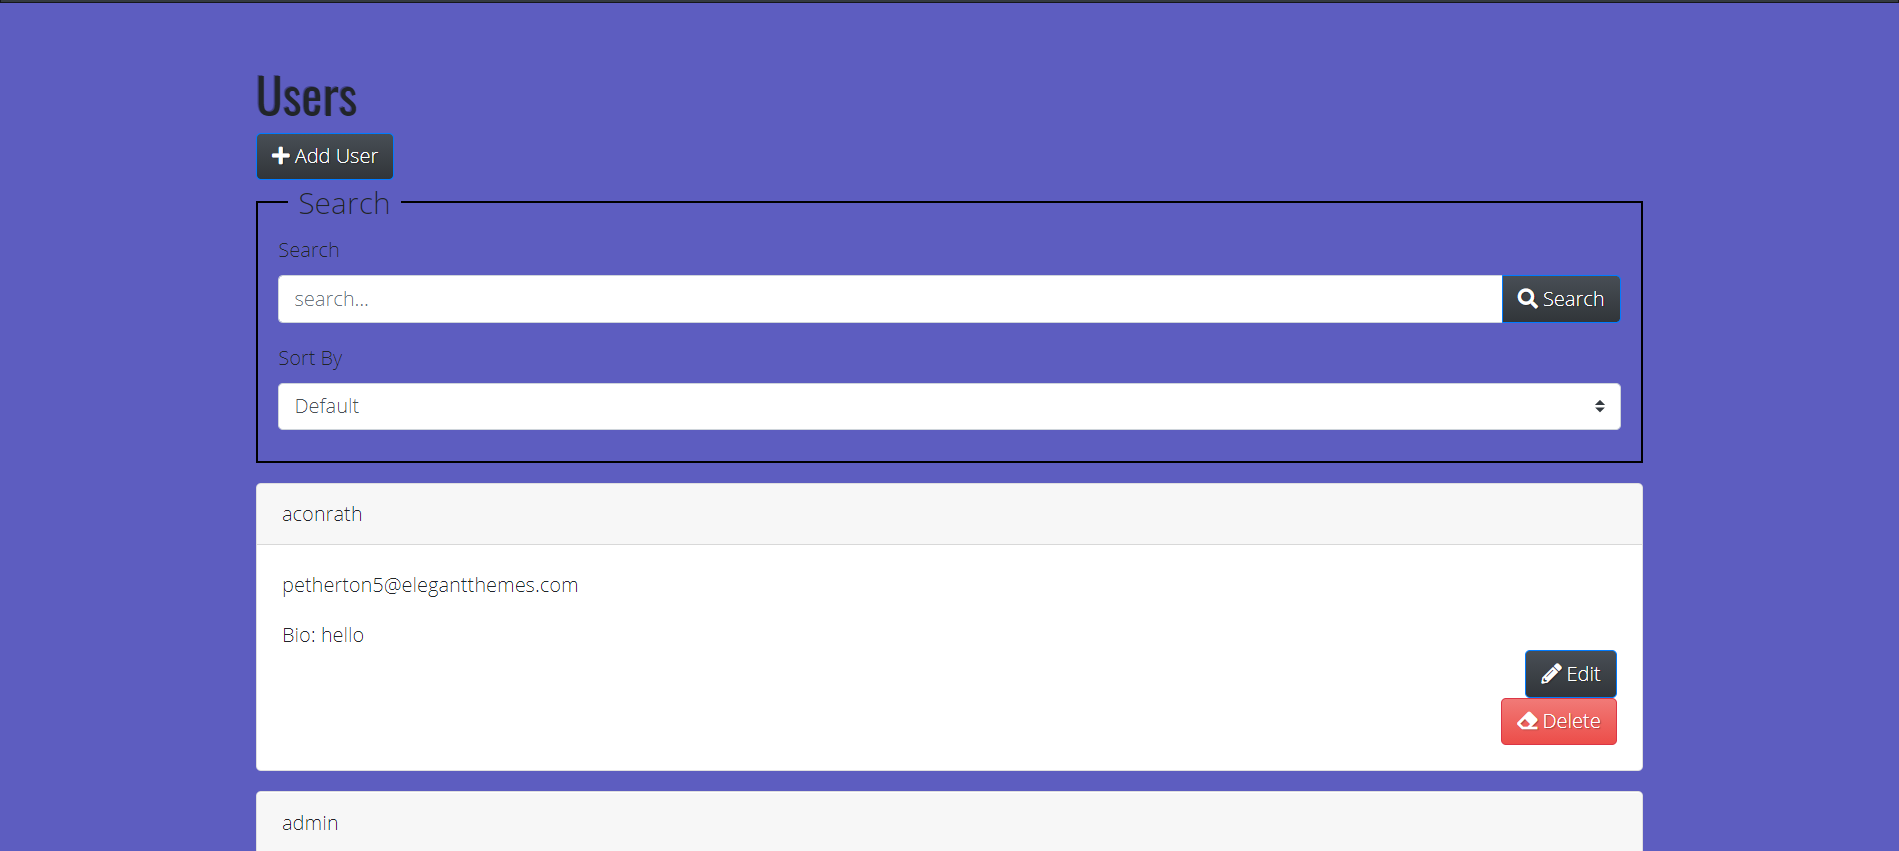 Users
Add User
Search
Search
search...
Search
Sort By
Default
aconrath
petherton5@elegantthemes.com
Bio: hello
Edit
Delete
admin